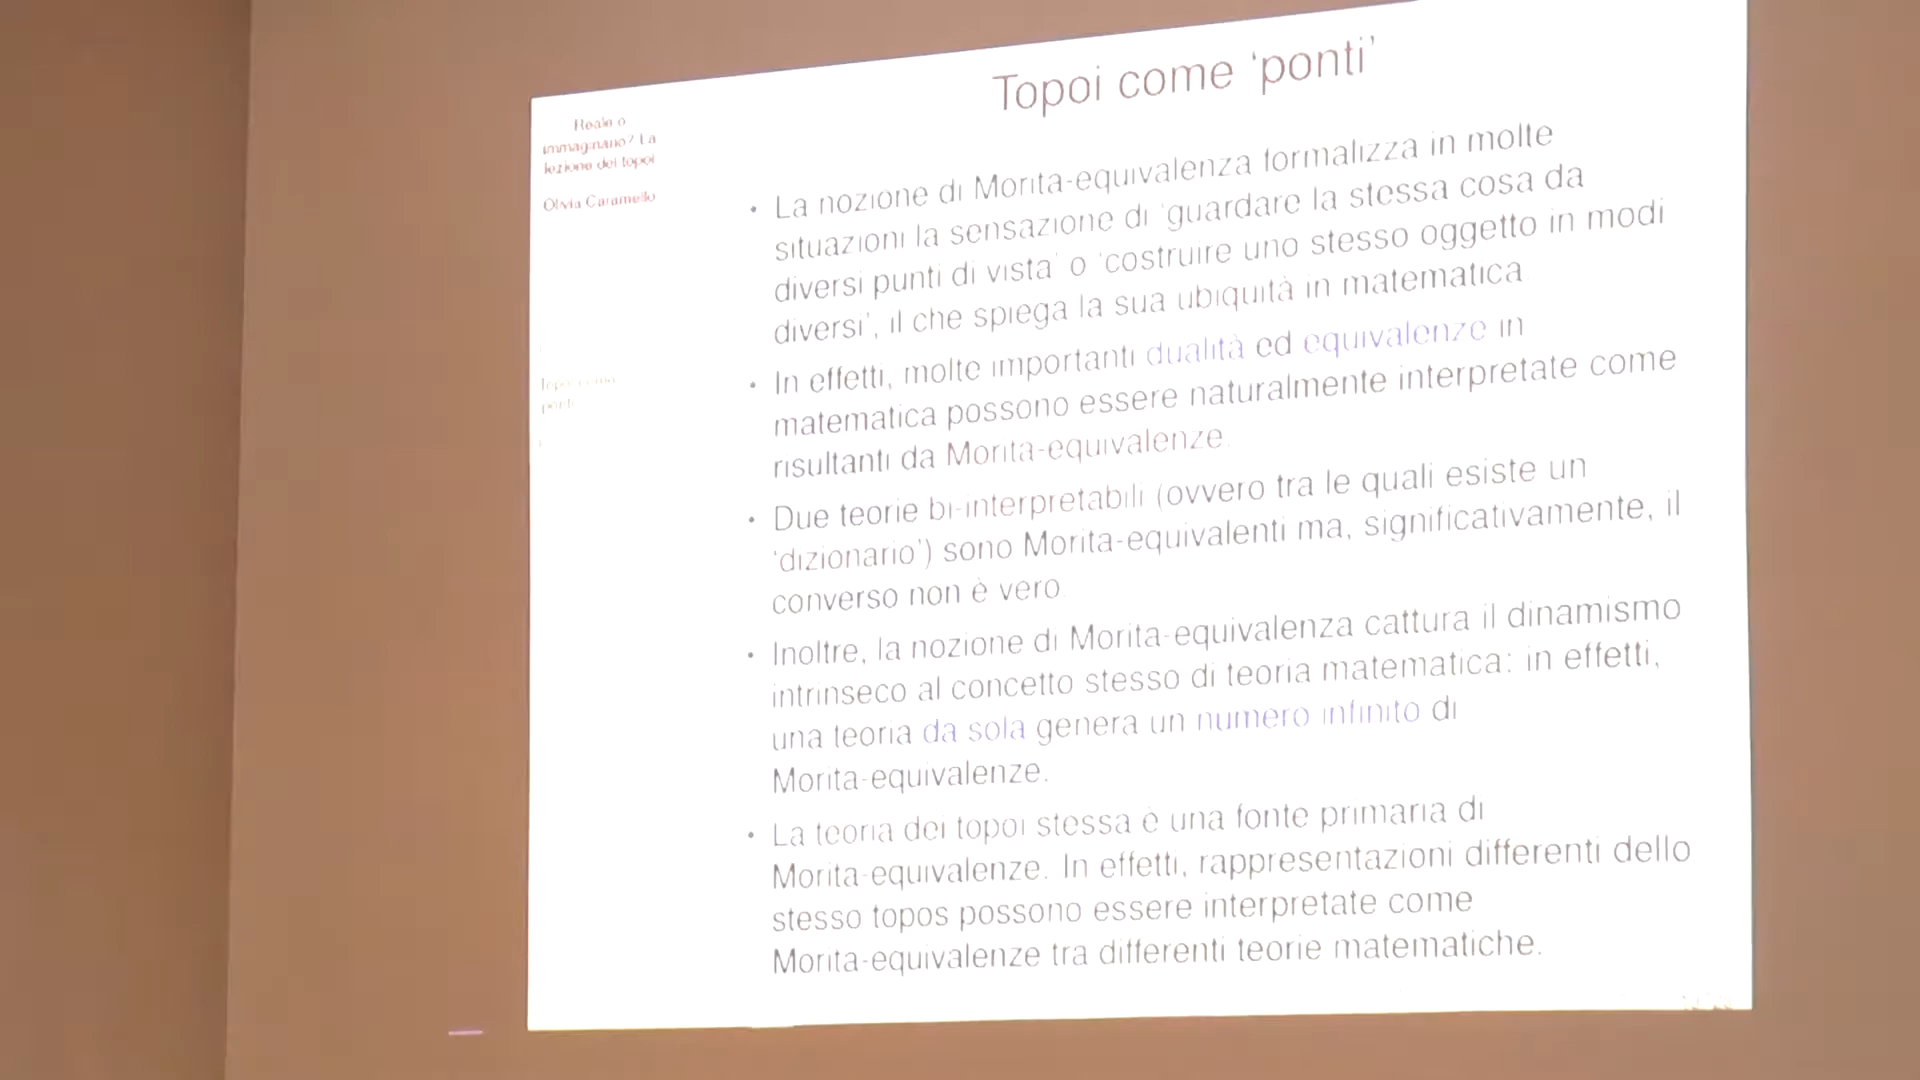 Topoi come ‘ponti’
Reale o
immaginario? La
lezione dei topoi
Olivia Caramello
Topoi come
ponti
• La nozione di Morita-equivalenza formalizza in molte
situazioni la sensazione di ‘guardare la stessa cosa da
diversi punti di vista’ o ‘costruire uno stesso oggetto in modi
diversi’, il che spiega la sua ubiquità in matematica
• In effetti, molte importanti dualità ed equivalenze in
matematica possono essere naturalmente interpretate come
risultanti da Morita-equivalenze.
• Due teorie bi-interpretabili (ovvero tra le quali esiste un
‘dizionario’) sono Morita-equivalenti ma, significativamente, il
converso non è vero
• Inoltre, la nozione di Morita-equivalenza cattura il dinamismo
intrinseco al concetto stesso di teoria matematica: in effetti,
una teoria da sola genera un numero infinito di
Morita-equivalenze.
• La teoria dei topoi stessa è una fonte primaria di
Morita-equivalenze. In effetti, rappresentazioni differenti dello
stesso topos possono essere interpretate come
Morita-equivalenze tra differenti teorie matematiche.